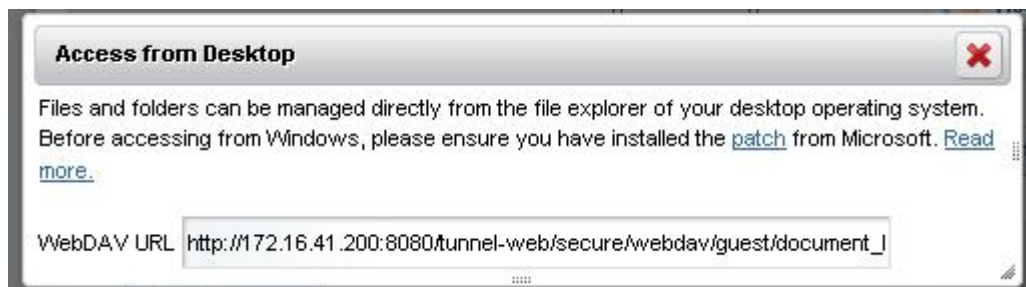 Access from Desktop
Files and folders can be managed directly from the file explorer of your desktop operating system.
Before accessing from Windows, please ensure you have installed the patch from Microsoft. Read
more.
WebDAV URL http://172.16.41.200:8080/tunnel-web/secure/webdav/guest/document_l